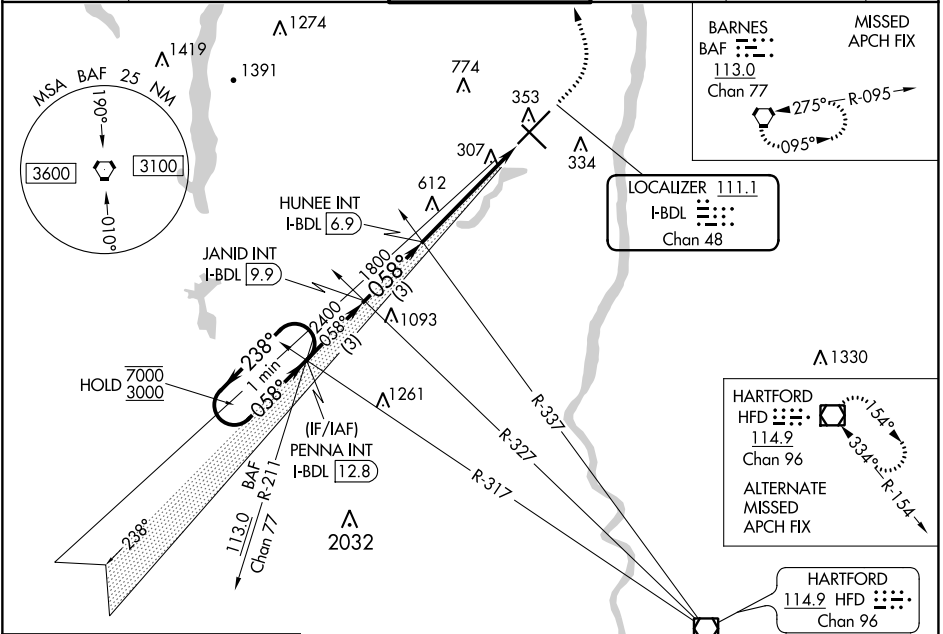 1274
1419
1391
774
353
307
334
612
MSA BAF 25 NM
190°
3600
3100
010°
BARNES
BAF
113.0
Chan 77
MISSED
APCH FIX
275°
R-095
095°
LOCALIZER 111.1
I-BDL
Chan 48
HUNEE INT
I-BDL 6.9
JANID INT
I-BDL 9.9
1800
058°
(3)
2400
058°
(3)
1093
238°
1 min
058°
HOLD 7000
3000
1261
(IF/IAF)
PENNA INT
I-BDL 12.8
R-337
R-327
R-317
BAF
R-211
113.0
Chan 77
2032
238°
1330
HARTFORD
HFD
114.9
Chan 96
154°
334°
R-154
ALTERNATE
MISSED
APCH FIX
HARTFORD
114.9 HFD
Chan 96